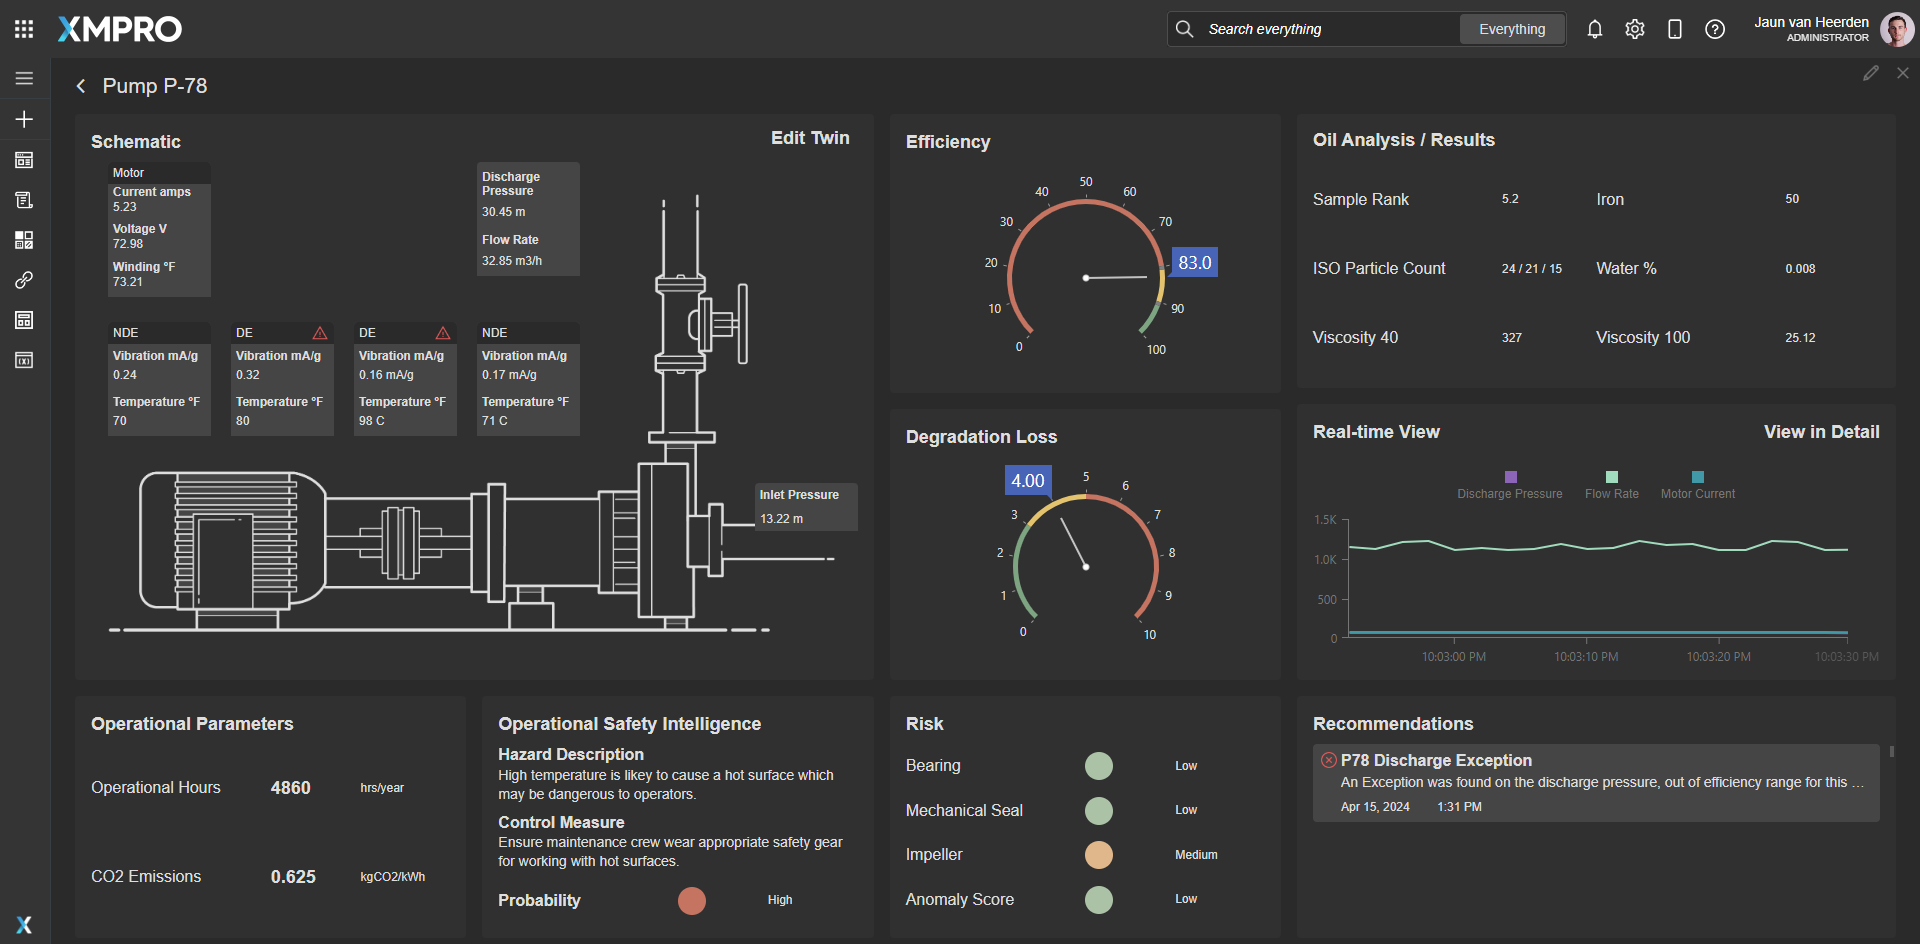 XMPRO
Search everything
Everything
Jaun van Heerden
ADMINISTRATOR
Pump P-78
Schematic
Edit Twin
Motor
Current amps
5.23
Voltage V
72.98
Winding °F
73.21
Discharge
Pressure
30.45 m
Flow Rate
32.85 m3/h
NDE
Vibration mA/g
0.24
Temperature °F
70
DE
Vibration mA/g
0.32
Temperature °F
80
DE
Vibration mA/g
0.16 mA/g
Temperature °F
98 C
NDE
Vibration mA/g
0.17 mA/g
Temperature °F
71 C
Inlet Pressure
13.22 m
Efficiency
0
10
20
30
40
50
60
70
83.0
90
100
Degradation Loss
0
1
2
3
4.00
5
6
7
8
9
10
Oil Analysis / Results
Sample Rank 5.2 Iron 50
ISO Particle Count 24 / 21 / 15 Water % 0.008
Viscosity 40 327 Viscosity 100 25.12
Real-time View
View in Detail
Discharge Pressure Flow Rate Motor Current
1.5K
1.0K
500
0
10:03:00 PM 10:03:10 PM 10:03:20 PM 10:03:30 PM
Operational Parameters
Operational Hours 4860 hrs/year
CO2 Emissions 0.625 kgCO2/kWh
Operational Safety Intelligence
Hazard Description
High temperature is likey to cause a hot surface which
may be dangerous to operators.
Control Measure
Ensure maintenance crew wear appropriate safety gear
for working with hot surfaces.
Probability High
Risk
Bearing Low
Mechanical Seal Low
Impeller Medium
Anomaly Score Low
Recommendations
P78 Discharge Exception
An Exception was found on the discharge pressure, out of efficiency range for this ...
Apr 15, 2024 1:31 PM
X